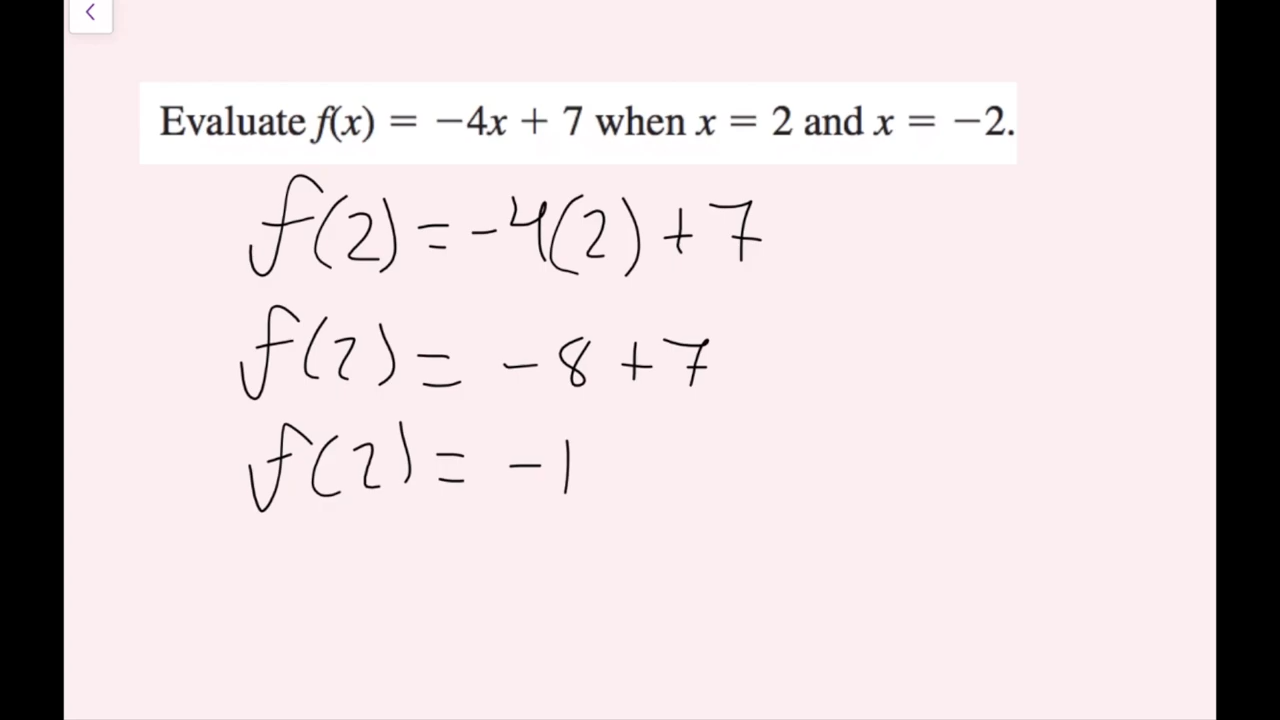 Evaluate f(x) = −4x + 7 when x = 2 and x = −2.
f(2) = -4(2) + 7
f(2) = -8 + 7
f(2) = -1